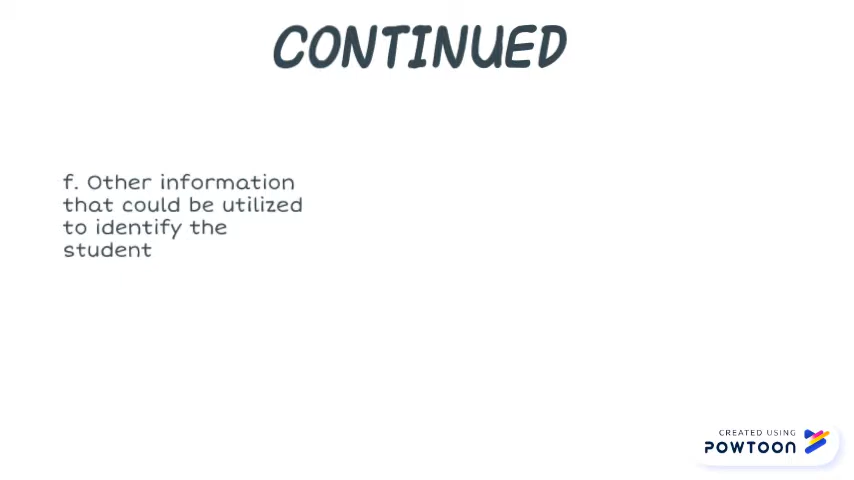 CONTINUED
f. Other information
that could be utilized
to identify the
student
CREATED USING
POWTOON